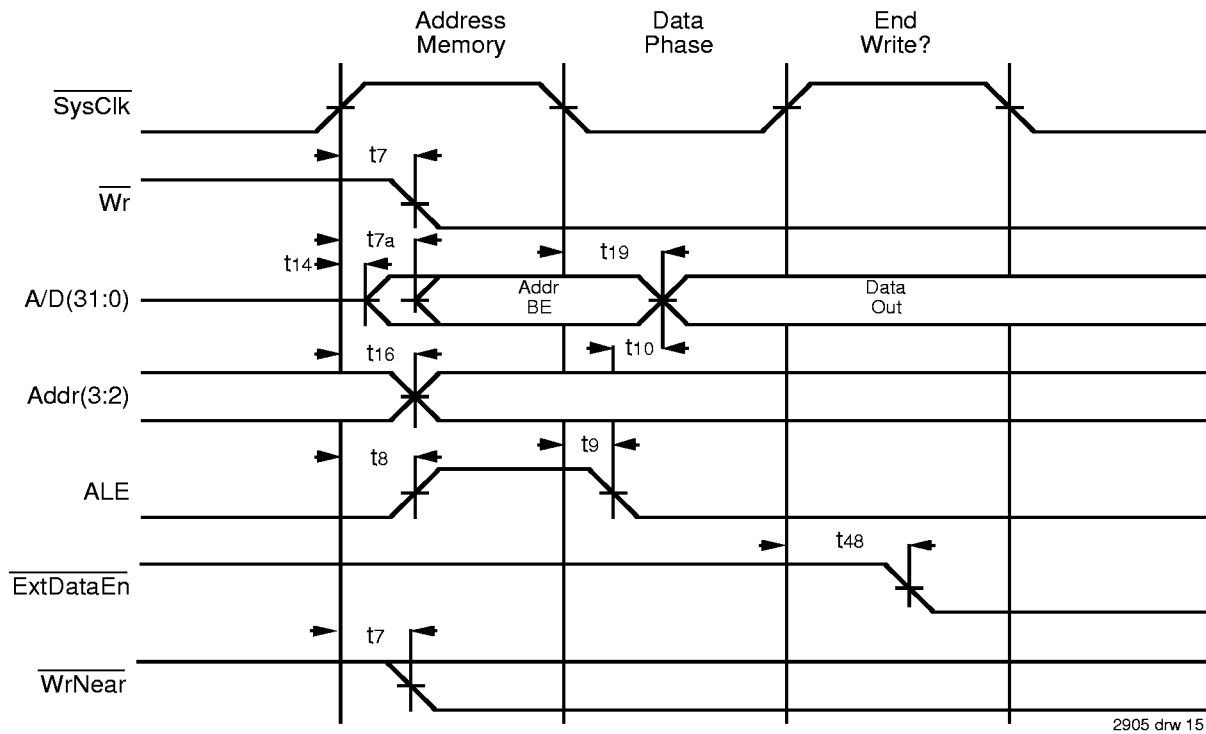 Address Memory
Data Phase
End Write?
SysClk
t7
Wr
t7a
t14
t19
A/D(31:0)
Addr BE
Data Out
t16
t10
Addr(3:2)
t8
t9
ALE
t48
ExtDataEn
t7
WrNear
2905 drw 15